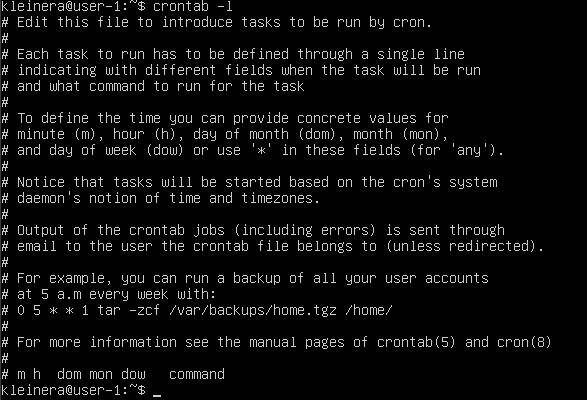 kleinera@user-1:~$ crontab -l
# Edit this file to introduce tasks to be run by cron.
#
# Each task to run has to be defined through a single line
# indicating with different fields when the task will be run
# and what command to run for the task
#
# To define the time you can provide concrete values for
# minute (m), hour (h), day of month (dom), month (mon),
# and day of week (dow) or use '*' in these fields (for 'any').
#
# Notice that tasks will be started based on the cron's system
# daemon's notion of time and timezones.
#
# Output of the crontab jobs (including errors) is sent through
# email to the user the crontab file belongs to (unless redirected).
#
# For example, you can run a backup of all your user accounts
# at 5 a.m every week with:
# 0 5 * * 1 tar -zcf /var/backups/home.tgz /home/
#
# For more information see the manual pages of crontab(5) and cron(8)
#
# m h  dom mon dow   command
kleinera@user-1:~$ _